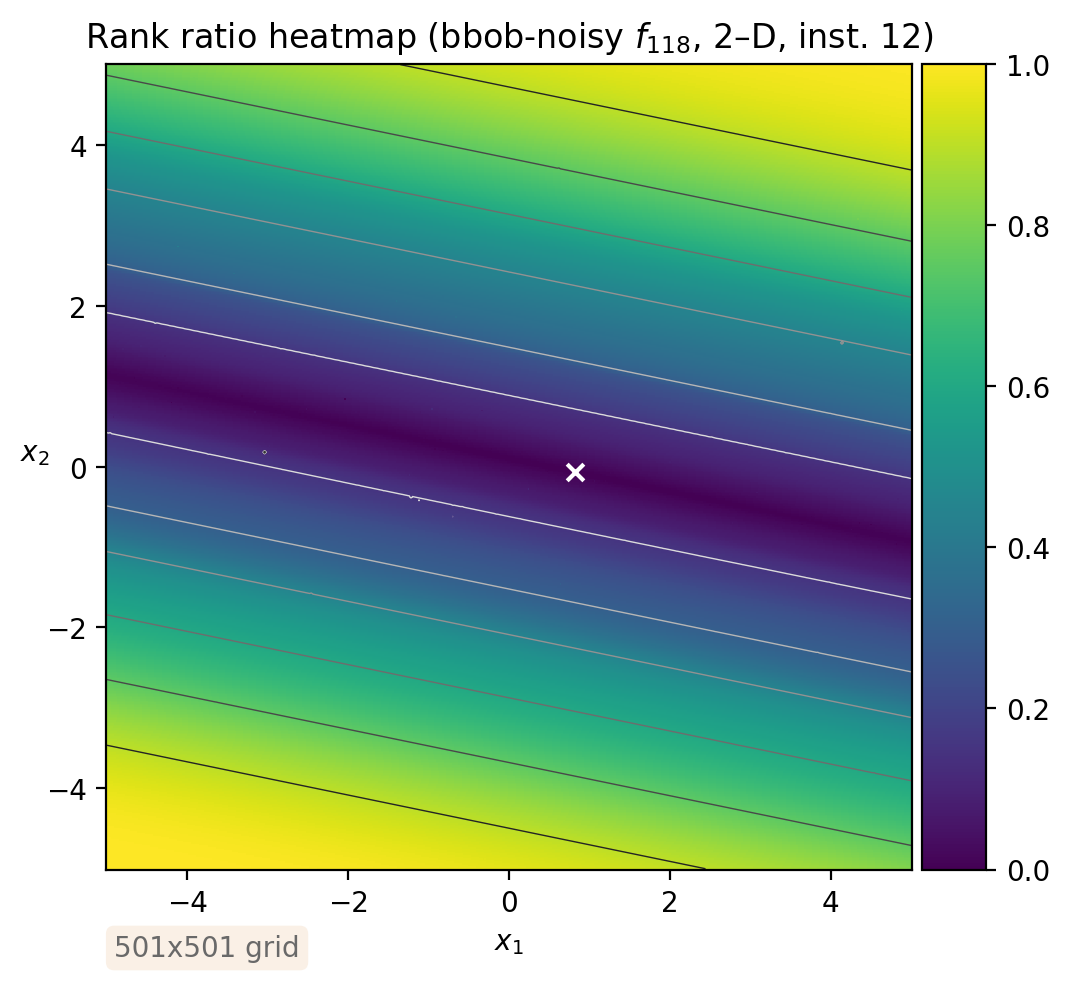 Rank ratio heatmap (bbob-noisy f₁₁₈, 2–D, inst. 12)
1.0
0.8
0.6
0.4
0.2
0.0
4
2
0
−2
−4
x₂
−4 −2 0 2 4
x₁
501x501 grid